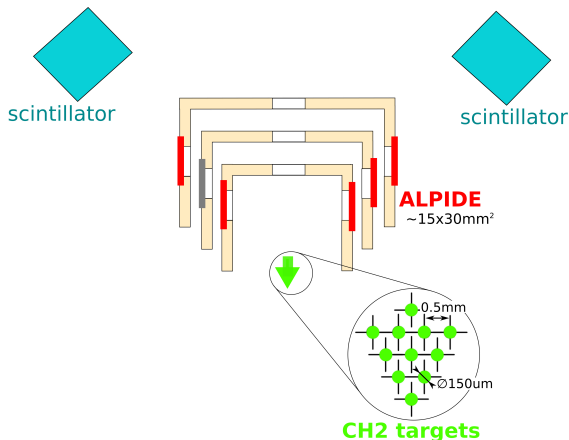 scintillator
scintillator
ALPIDE
~15x30mm²
0.5mm
∅150um
CH2 targets